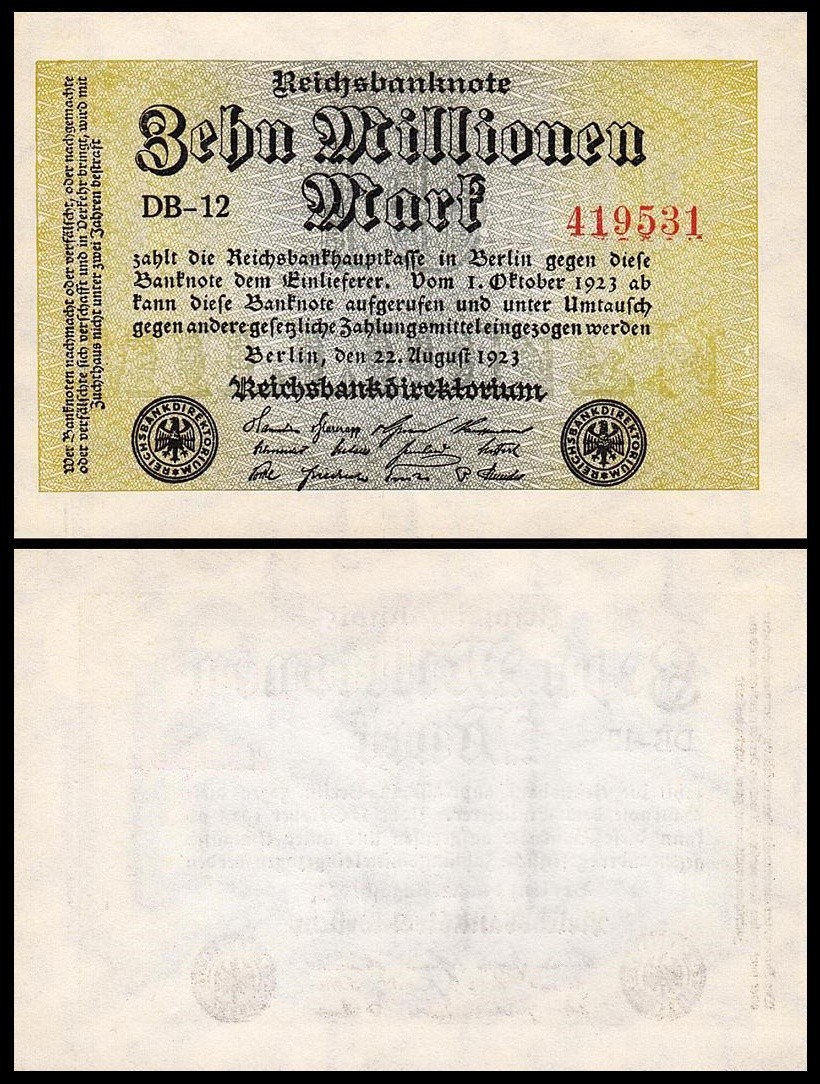 Reichsbanknote
Zehn Millionen
Mark
DB-12
419531
zahlt die Reichsbankhauptkasse in Berlin gegen diese
Banknote dem Einlieferer. Vom 1. Oktober 1923 ab
kann diese Banknote aufgerufen und unter Umtausch
gegen andere gesetzliche Zahlungsmittel eingezogen werden
Berlin, den 22. August 1923
Reichsbankdirektorium
REICHSBANKDIREKTORIUM
REICHSBANKDIREKTORIUM
Wer Banknoten nachmacht oder verfälscht, oder nachgemachte
oder verfälschte sich verschafft und in Verkehr bringt, wird mit
Zuchthaus nicht unter zwei Jahren bestraft